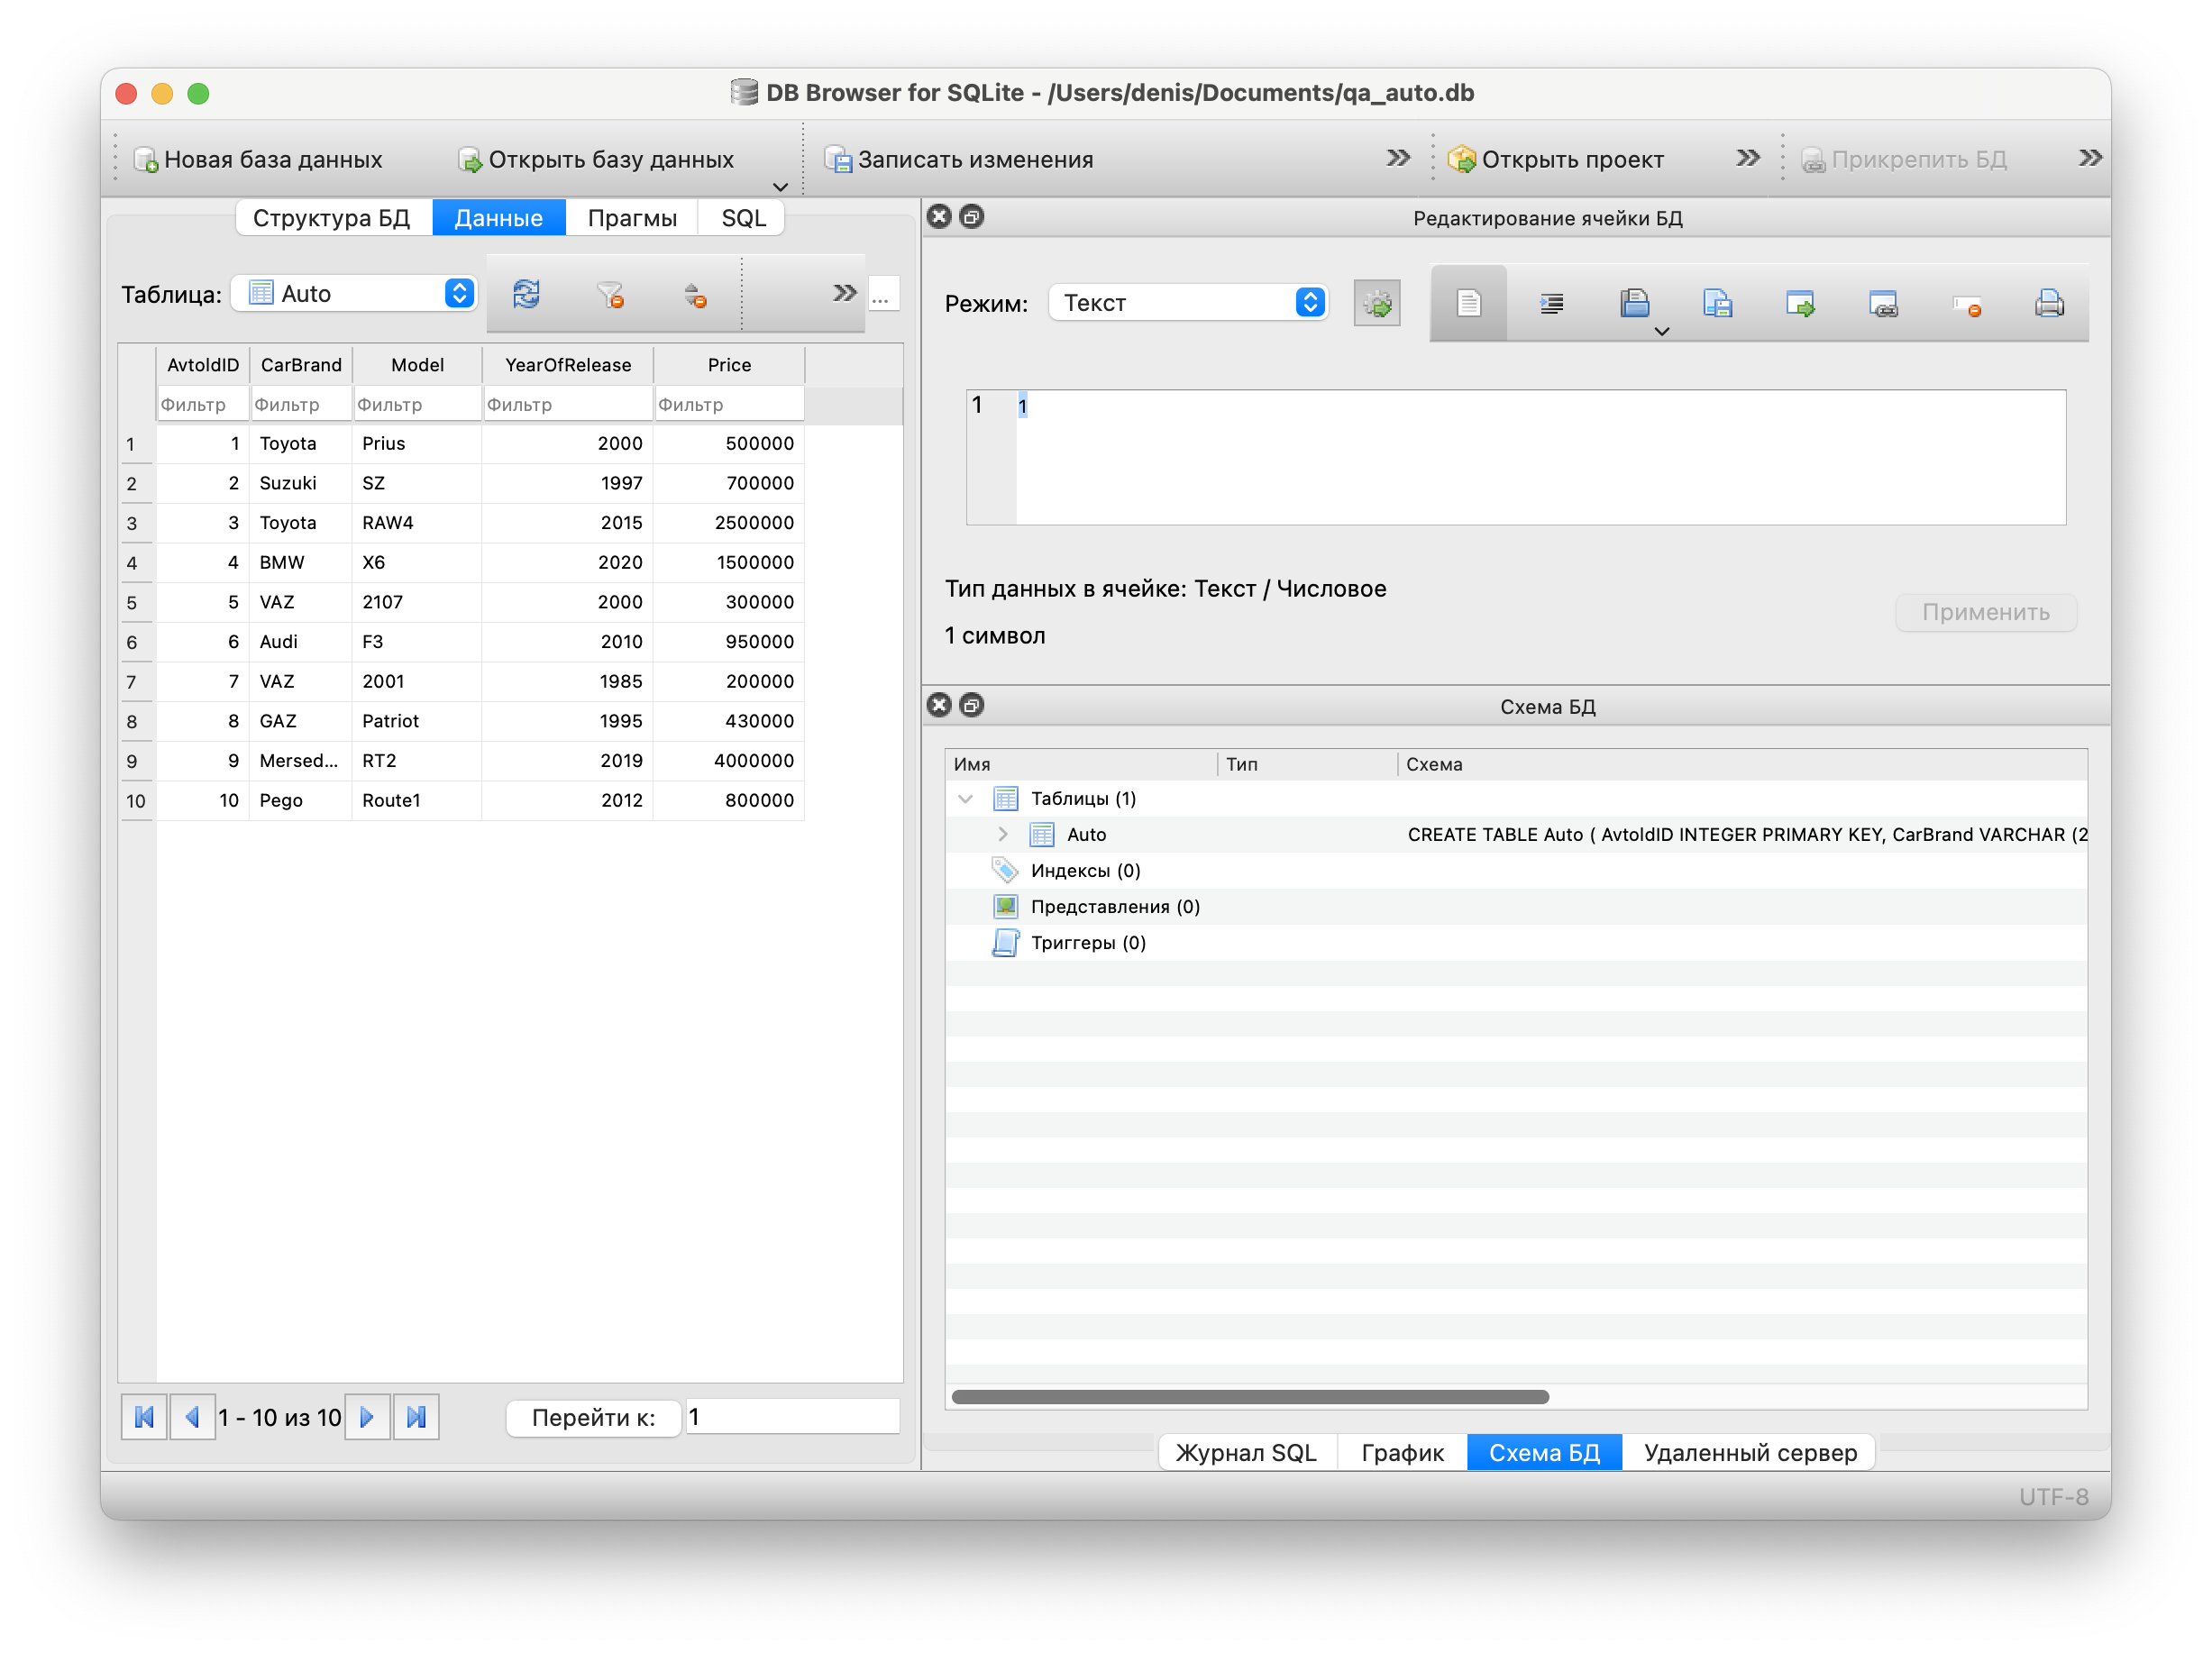 DB Browser for SQLite - /Users/denis/Documents/qa_auto.db
Новая база данных Открыть базу данных Записать изменения » Открыть проект » Прикрепить БД »
Структура БД Данные Прагмы SQL
Таблица: Auto » ...
AvtoIdID CarBrand Model YearOfRelease Price
Фильтр Фильтр Фильтр Фильтр Фильтр
1 1 Toyota Prius 2000 500000
2 2 Suzuki SZ 1997 700000
3 3 Toyota RAW4 2015 2500000
4 4 BMW X6 2020 1500000
5 5 VAZ 2107 2000 300000
6 6 Audi F3 2010 950000
7 7 VAZ 2001 1985 200000
8 8 GAZ Patriot 1995 430000
9 9 Mersed... RT2 2019 4000000
10 10 Pego Route1 2012 800000
1 - 10 из 10 Перейти к: 1
Редактирование ячейки БД
Режим: Текст
1 1
Тип данных в ячейке: Текст / Числовое
1 символ
Применить
Схема БД
Имя Тип Схема
Таблицы (1)
Auto CREATE TABLE Auto ( AvtoIdID INTEGER PRIMARY KEY, CarBrand VARCHAR (2
Индексы (0)
Представления (0)
Триггеры (0)
Журнал SQL График Схема БД Удаленный сервер
UTF-8